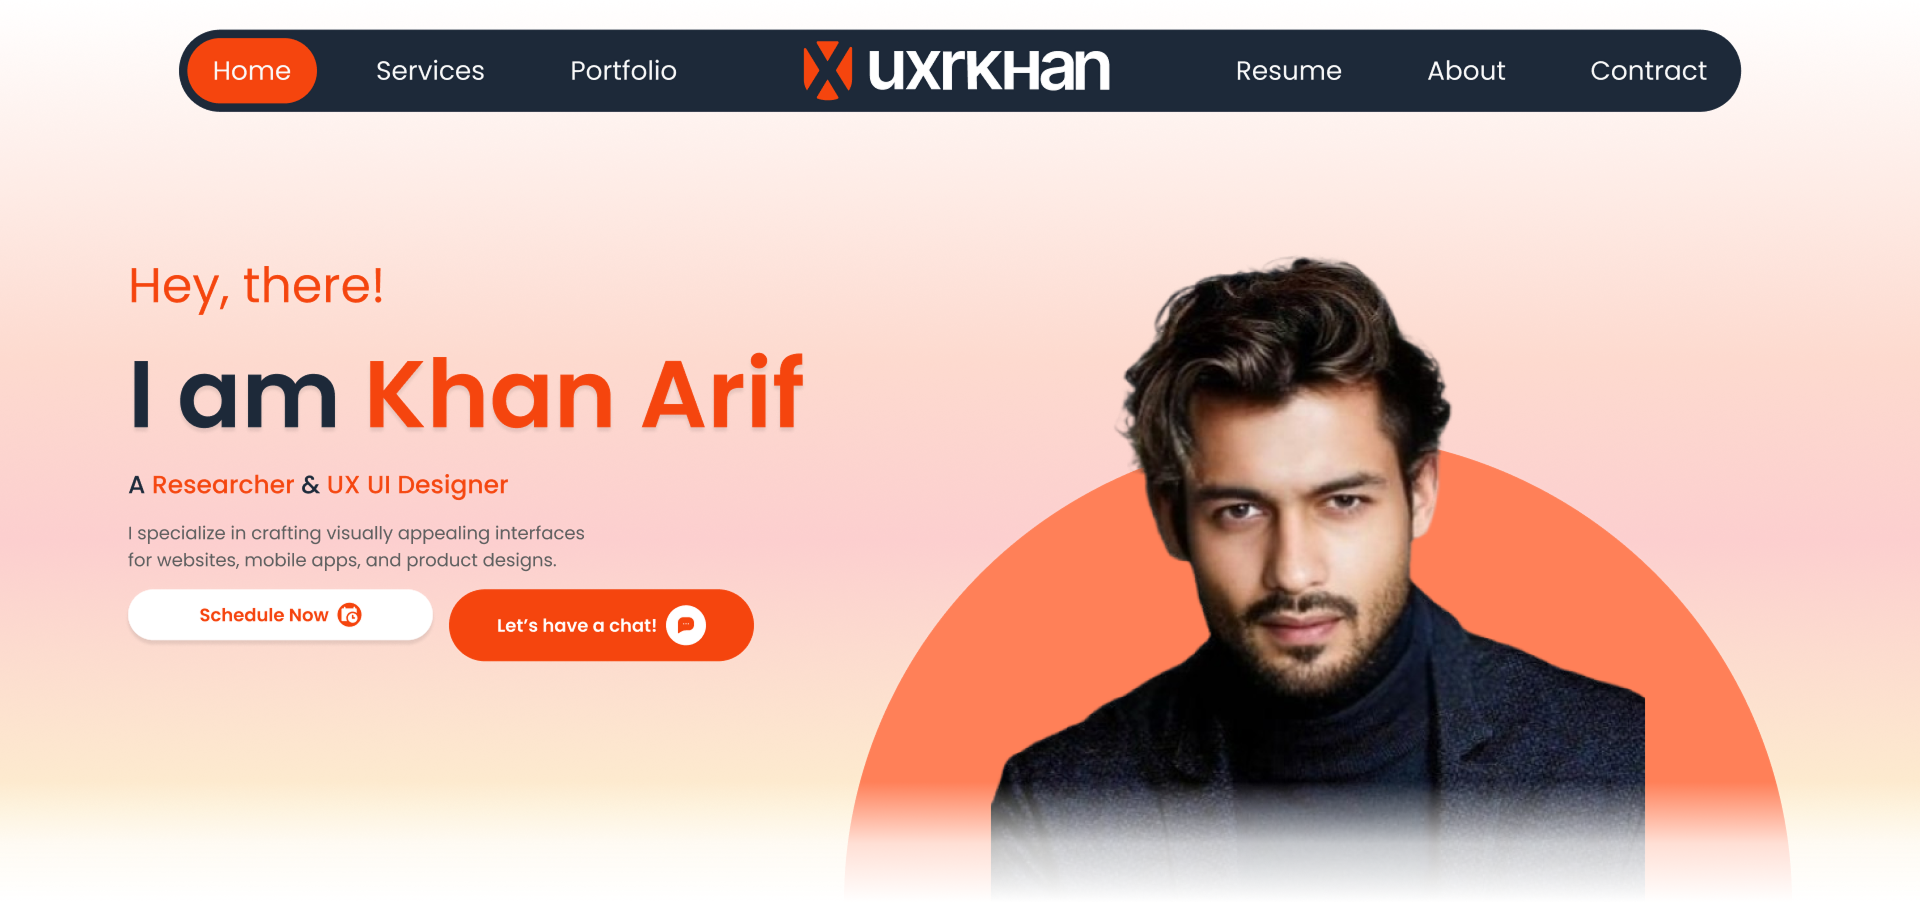 Home Services Portfolio uxrKHan Resume About Contract
Hey, there!
I am Khan Arif
A Researcher & UX UI Designer
I specialize in crafting visually appealing interfaces
for websites, mobile apps, and product designs.
Schedule Now Let’s have a chat!